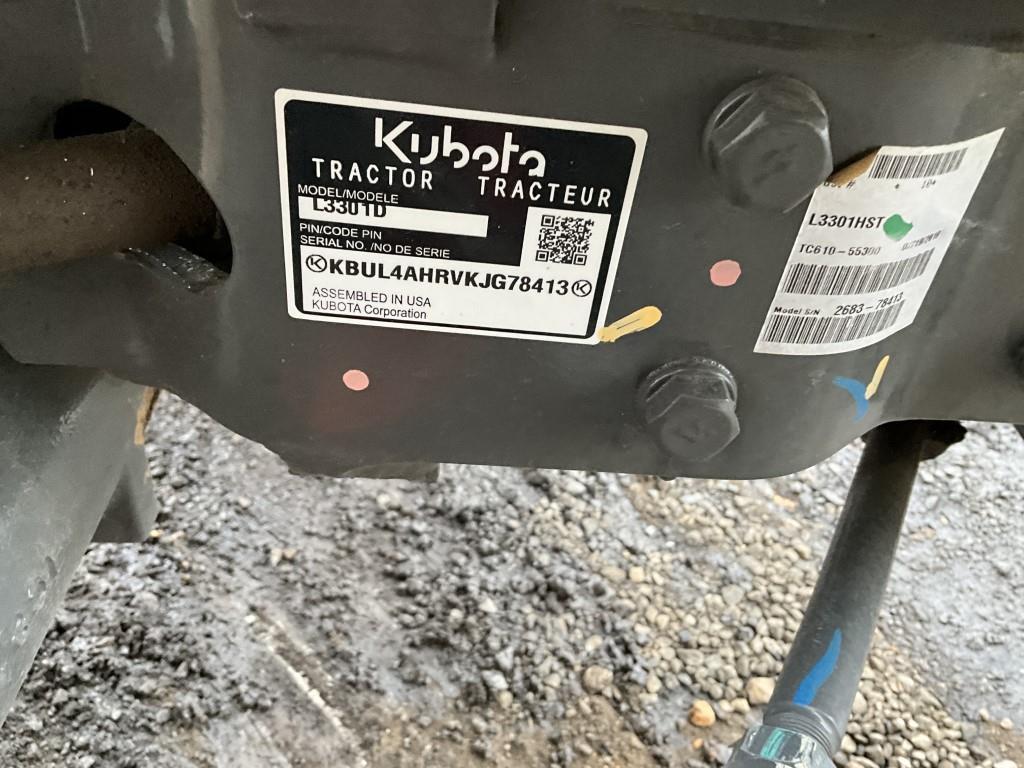 Kubota
TRACTOR TRACTEUR
MODEL/MODELE
L3301D
PIN/CODE PIN
SERIAL NO. /NO DE SERIE
KBUL4AHRVKJG78413
ASSEMBLED IN USA
KUBOTA Corporation
L3301HST
TC610-55300
Model S/N 2683-78413